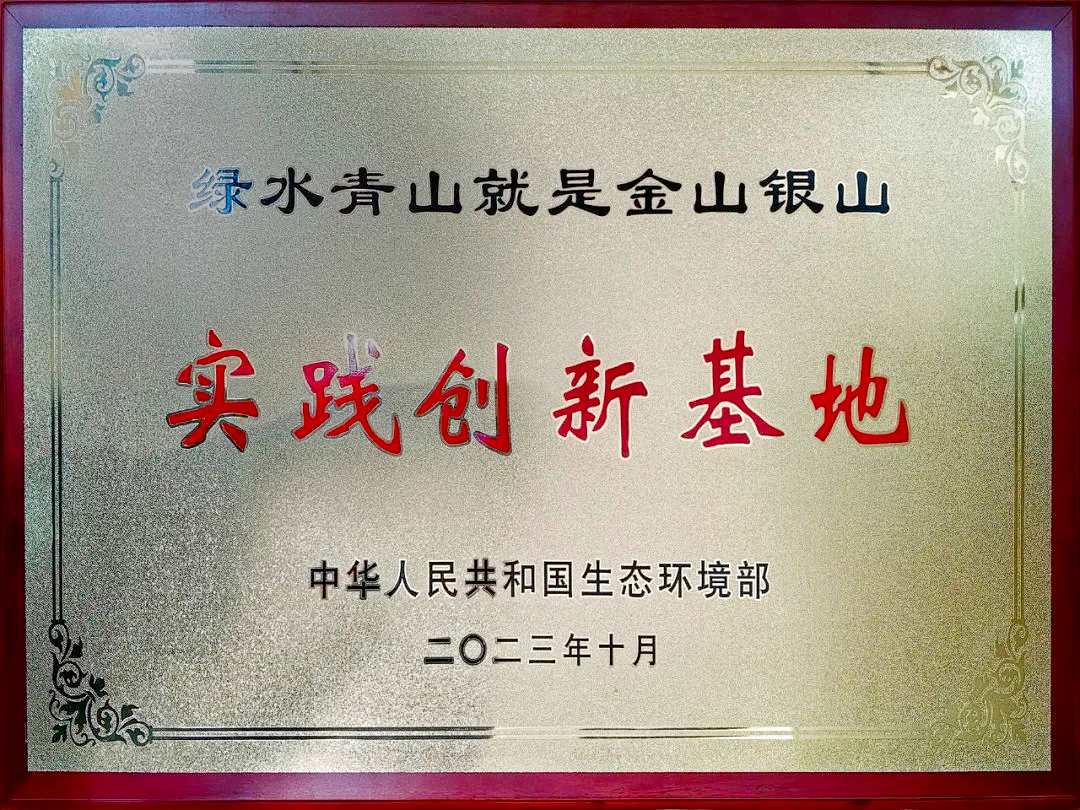 绿水青山就是金山银山
实践创新基地
中华人民共和国生态环境部
二〇二三年十月